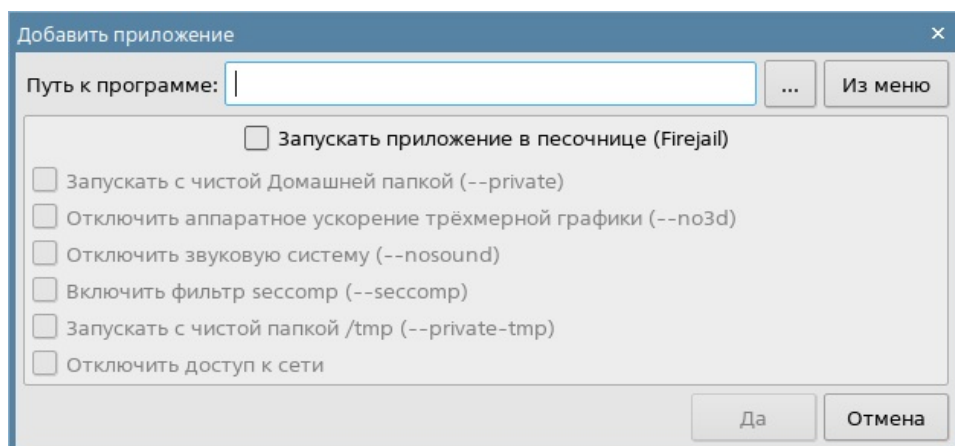 Добавить приложение ×
Путь к программе: ... Из меню
Запускать приложение в песочнице (Firejail)
Запускать с чистой Домашней папкой (--private)
Отключить аппаратное ускорение трёхмерной графики (--no3d)
Отключить звуковую систему (--nosound)
Включить фильтр seccomp (--seccomp)
Запускать с чистой папкой /tmp (--private-tmp)
Отключить доступ к сети
Да Отмена